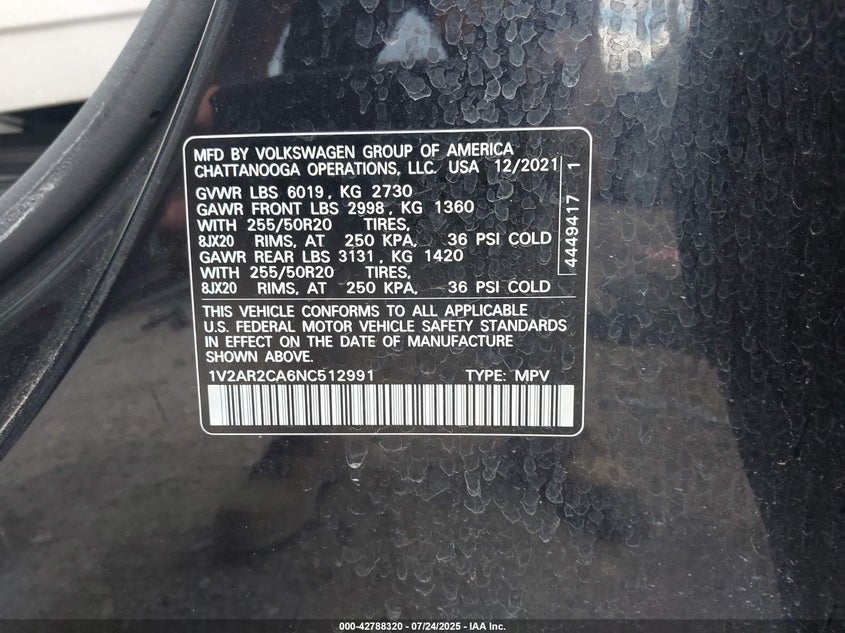 MFD BY VOLKSWAGEN GROUP OF AMERICA
CHATTANOOGA OPERATIONS, LLC. USA 12/2021
GVWR LBS 6019, KG 2730
GAWR FRONT LBS 2998, KG 1360
WITH 255/50R20 TIRES,
8JX20 RIMS, AT 250 KPA, 36 PSI COLD
GAWR REAR LBS 3131, KG 1420
WITH 255/50R20 TIRES,
8JX20 RIMS, AT 250 KPA, 36 PSI COLD
4449417 1
THIS VEHICLE CONFORMS TO ALL APPLICABLE
U.S. FEDERAL MOTOR VEHICLE SAFETY STANDARDS
IN EFFECT ON THE DATE OF MANUFACTURE
SHOWN ABOVE.
1V2AR2CA6NC512991 TYPE: MPV
000-42788320 - 07/24/2025 - IAA Inc.